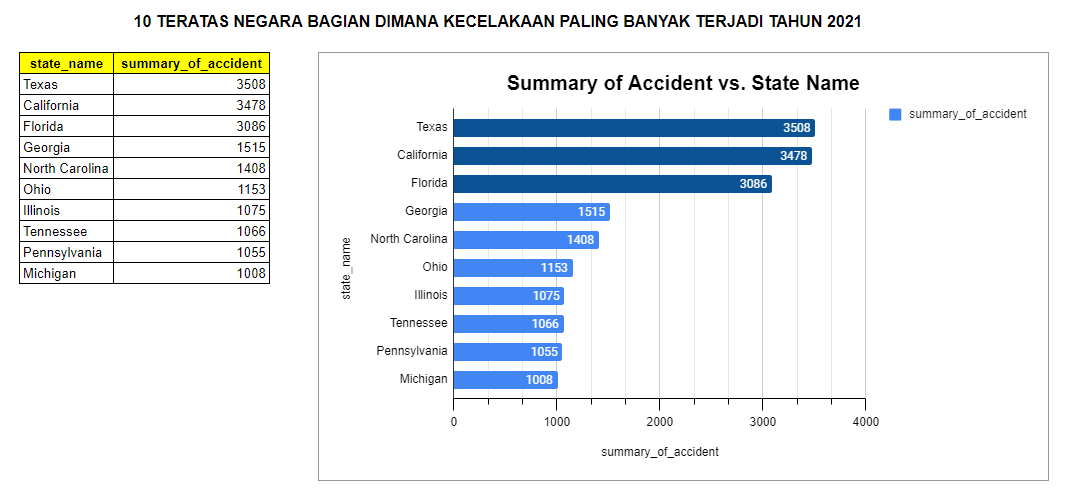 10 TERATAS NEGARA BAGIAN DIMANA KECELAKAAN PALING BANYAK TERJADI TAHUN 2021
state_name summary_of_accident
Texas 3508
California 3478
Florida 3086
Georgia 1515
North Carolina 1408
Ohio 1153
Illinois 1075
Tennessee 1066
Pennsylvania 1055
Michigan 1008
Summary of Accident vs. State Name
summary_of_accident
state_name
Texas 3508
California 3478
Florida 3086
Georgia 1515
North Carolina 1408
Ohio 1153
Illinois 1075
Tennessee 1066
Pennsylvania 1055
Michigan 1008
0 1000 2000 3000 4000
summary_of_accident